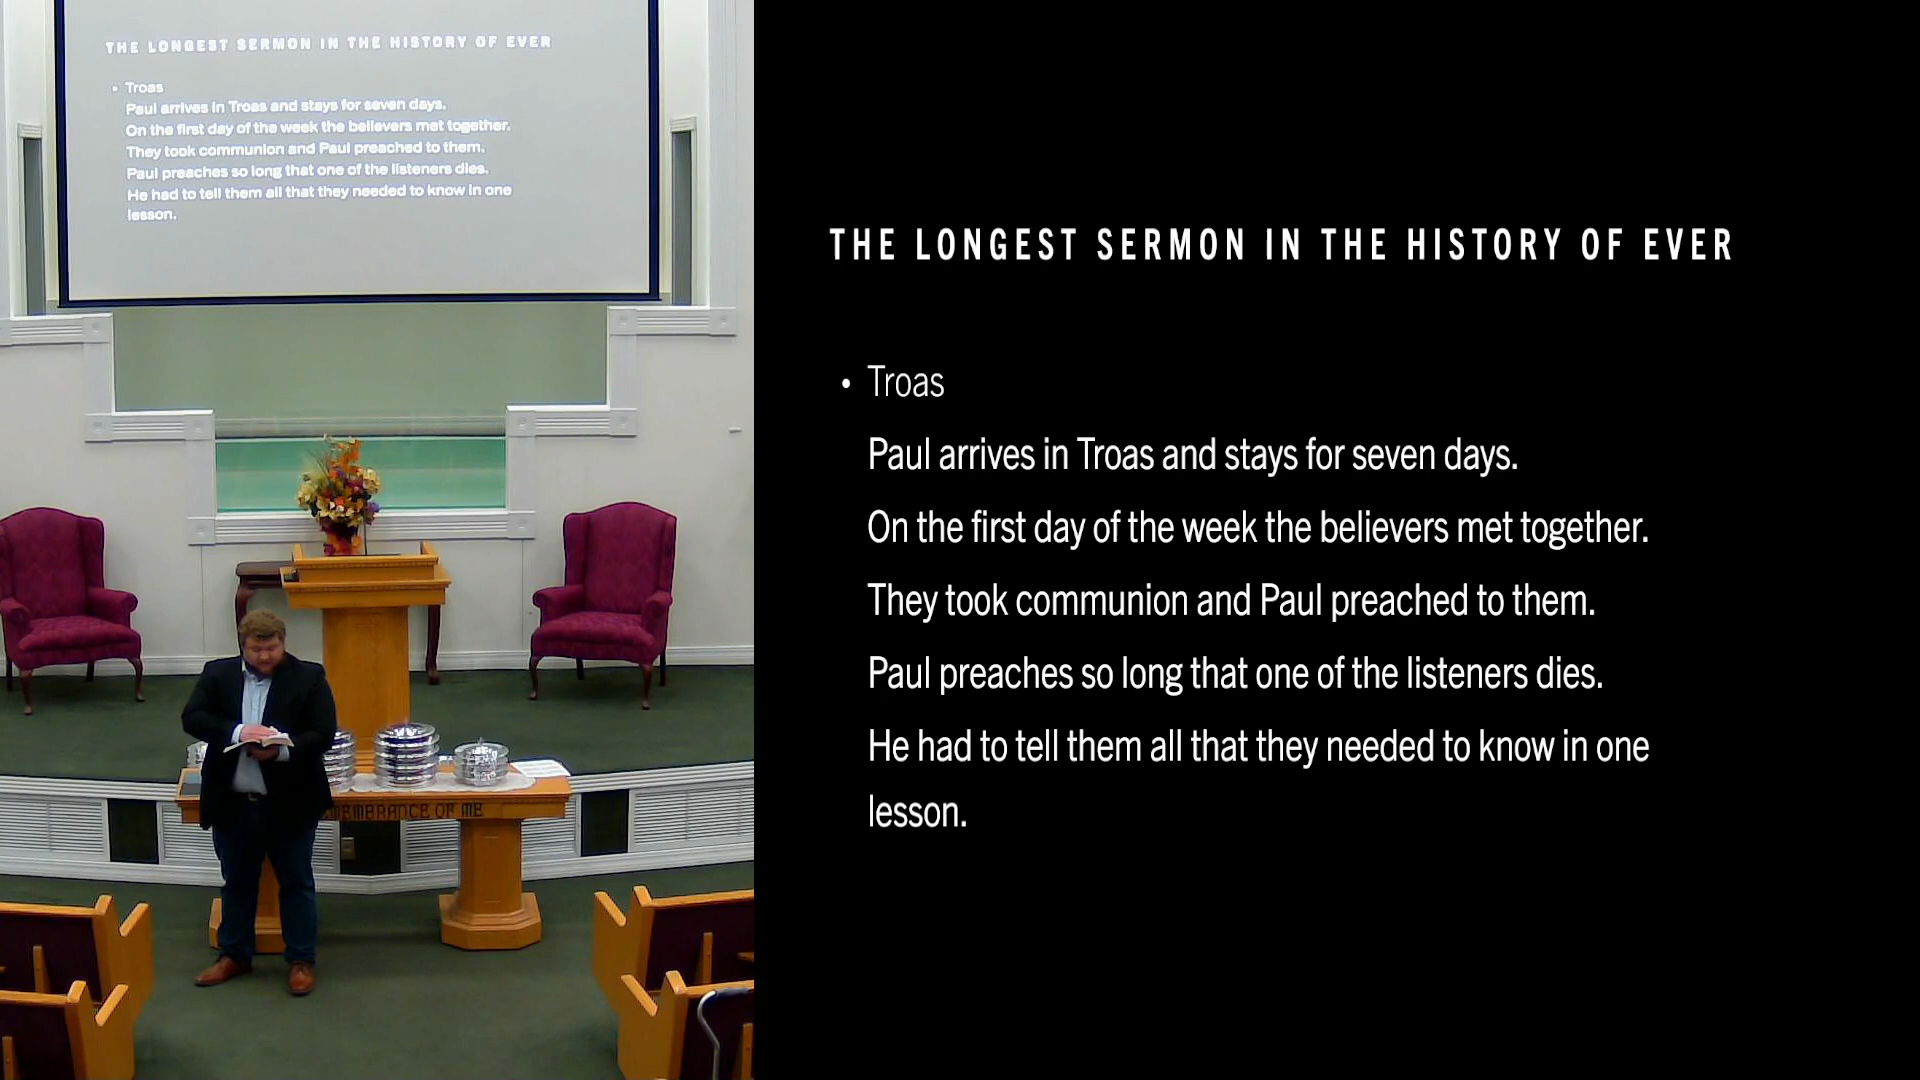 THE LONGEST SERMON IN THE HISTORY OF EVER
• Troas
Paul arrives in Troas and stays for seven days.
On the first day of the week the believers met together.
They took communion and Paul preached to them.
Paul preaches so long that one of the listeners dies.
He had to tell them all that they needed to know in one
lesson.
MEMBRANCE OF ME
THE LONGEST SERMON IN THE HISTORY OF EVER
• Troas
Paul arrives in Troas and stays for seven days.
On the first day of the week the believers met together.
They took communion and Paul preached to them.
Paul preaches so long that one of the listeners dies.
He had to tell them all that they needed to know in one
lesson.